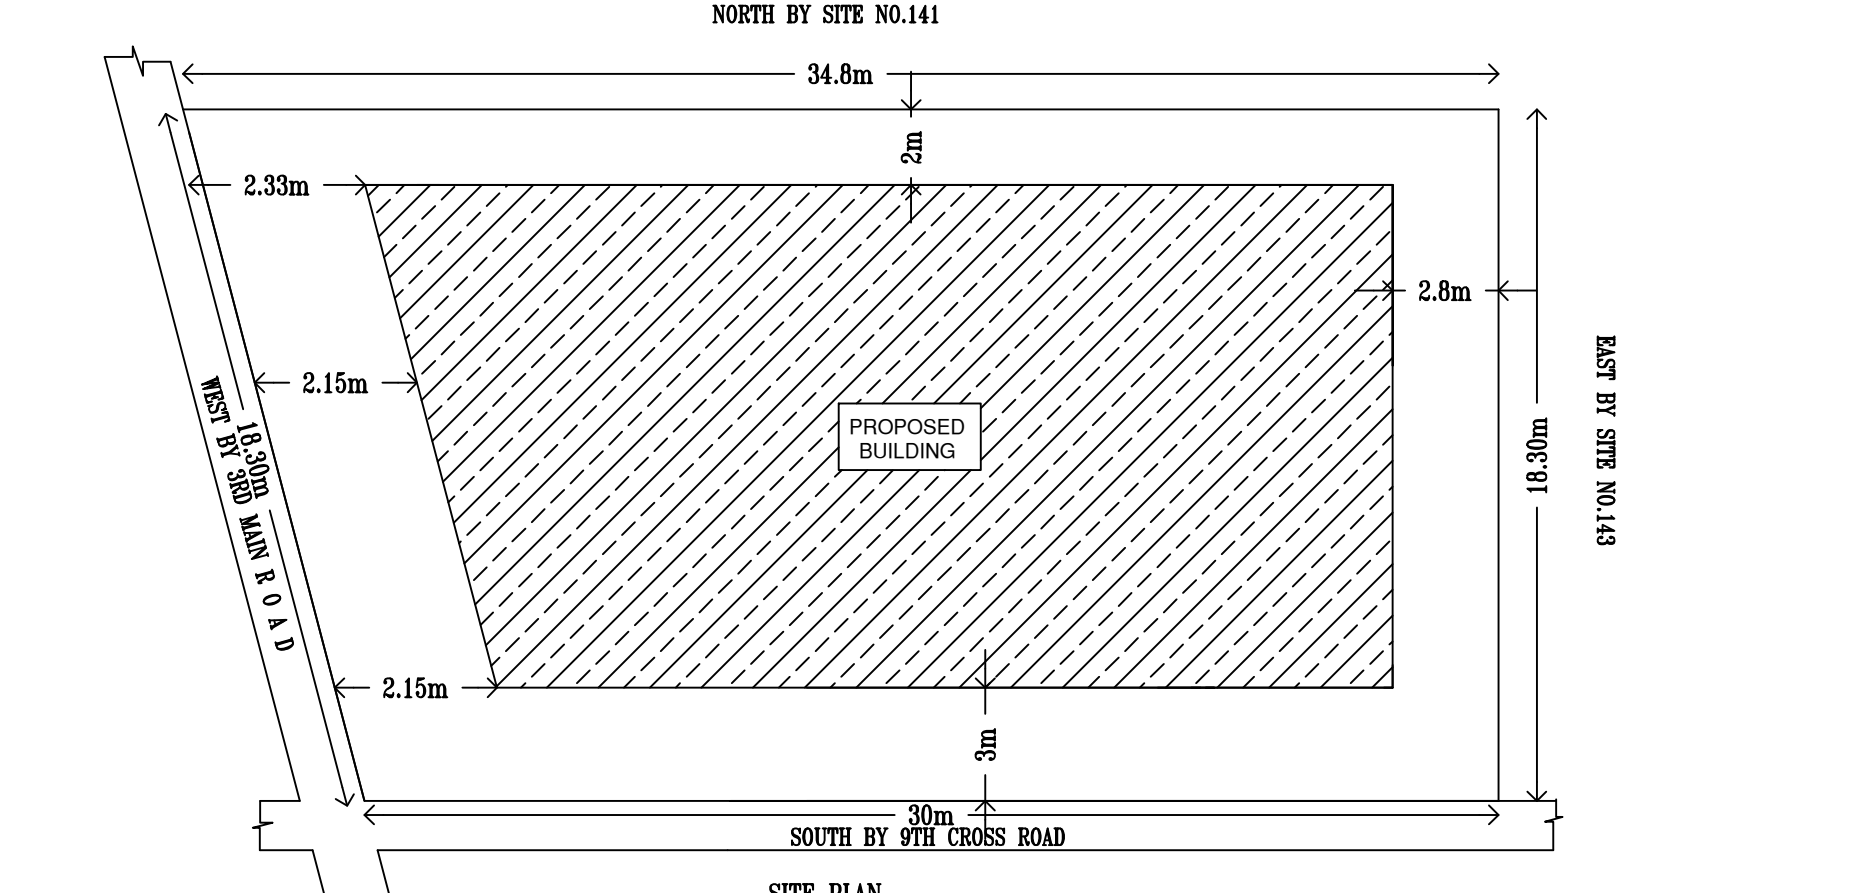 NORTH BY SITE NO.141
34.8m
2m
2.33m
2.8m
2.15m
18.30m
WEST BY 3RD MAIN ROAD
PROPOSED
BUILDING
18.30m
EAST BY SITE NO.143
2.15m
3m
30m
SOUTH BY 9TH CROSS ROAD
SITE PLAN